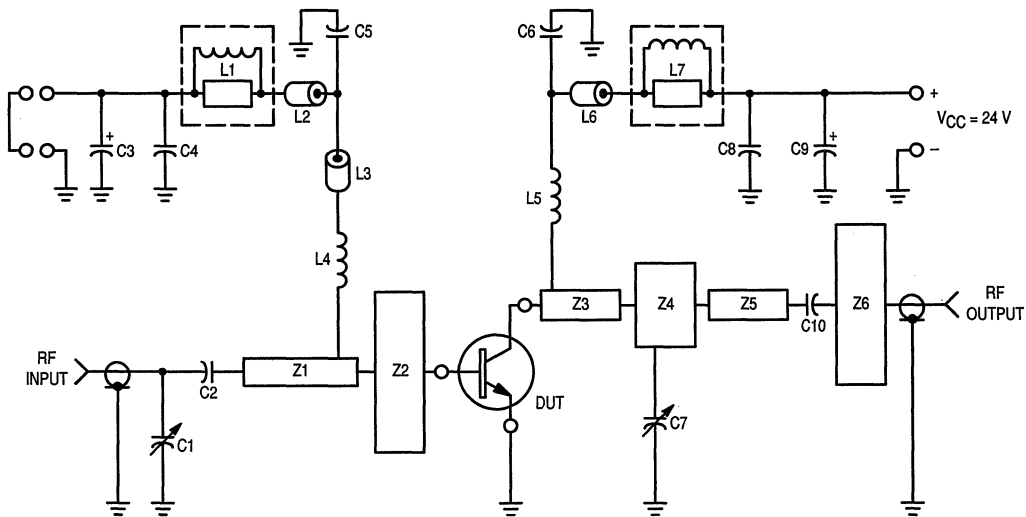 C5
C6
L1
L7
L2
L6
+
V_CC = 24 V
+
C3
C4
C8
C9
+
−
L3
L5
L4
Z3
Z4
Z5
Z6
C10
RF
OUTPUT
RF
INPUT
C2
Z1
Z2
DUT
C1
C7